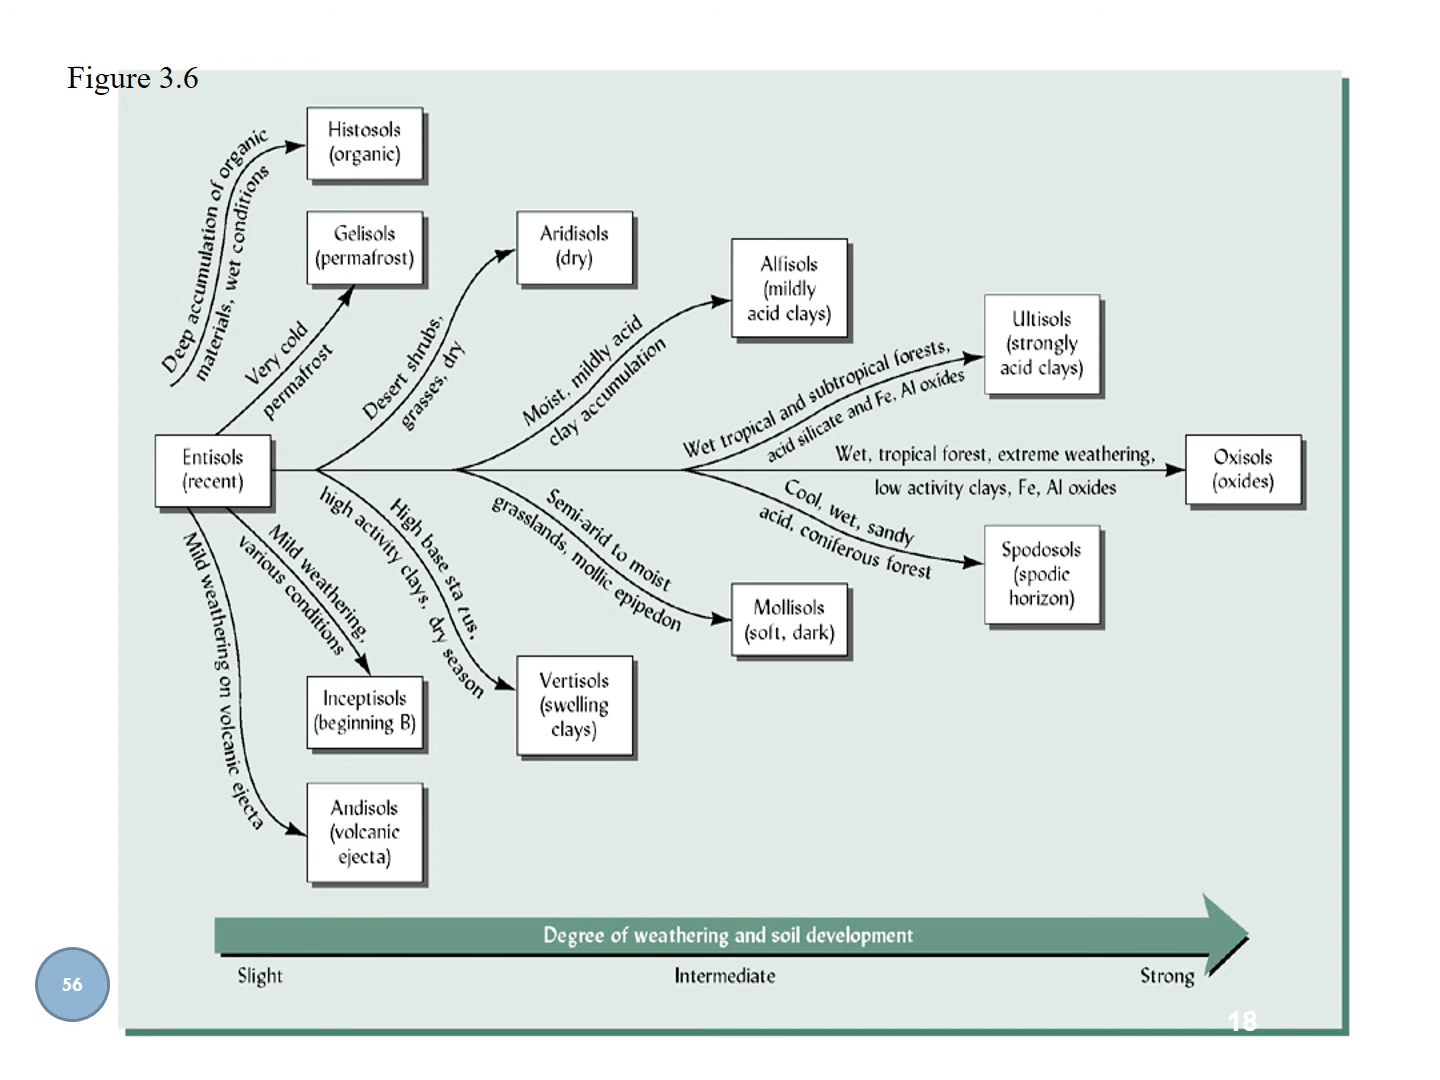 Figure 3.6
Histosols
(organic)
Deep accumulation of organic
materials, wet conditions
Gelisols
(permafrost)
Very cold
permafrost
Aridisols
(dry)
Desert shrubs,
grasses, dry
Alfisols
(mildly
acid clays)
Moist, mildly acid
clay accumulation
Ultisols
(strongly
acid clays)
Wet tropical and subtropical forests,
acid silicate and Fe, Al oxides
Entisols
(recent)
Wet, tropical forest, extreme weathering,
low activity clays, Fe, Al oxides
Oxisols
(oxides)
Cool, wet, sandy
acid, coniferous forest
Spodosols
(spodic
horizon)
Semi-arid to moist
grasslands, mollic epipedon
Mollisols
(soft, dark)
High base status,
high activity clays, dry season
Vertisols
(swelling
clays)
Mild weathering,
various conditions
Inceptisols
(beginning B)
Mild weathering on volcanic ejecta
Andisols
(volcanic
ejecta)
Degree of weathering and soil development
Slight
Intermediate
Strong
56
18